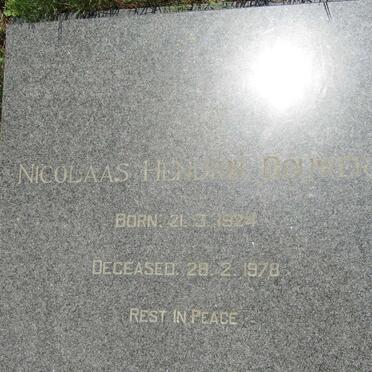 NICOLAAS HENDRIK
BORN. 21. 3. 1924
DECEASED. 28. 2. 1978
REST IN PEACE